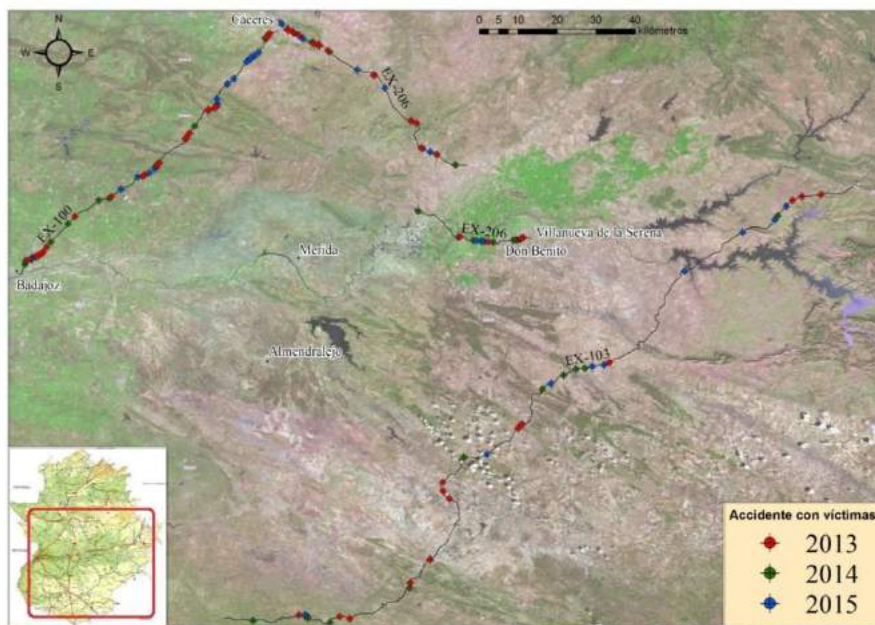 N
W E
S
Cáceres
0 5 10 20 30 40
kilómetros
EX-206
EX-100
EX-206
Villanueva de la Serena
Don Benito
Mérida
Badajoz
EX-103
Almendralejo
Accidente con víctimas
2013
2014
2015